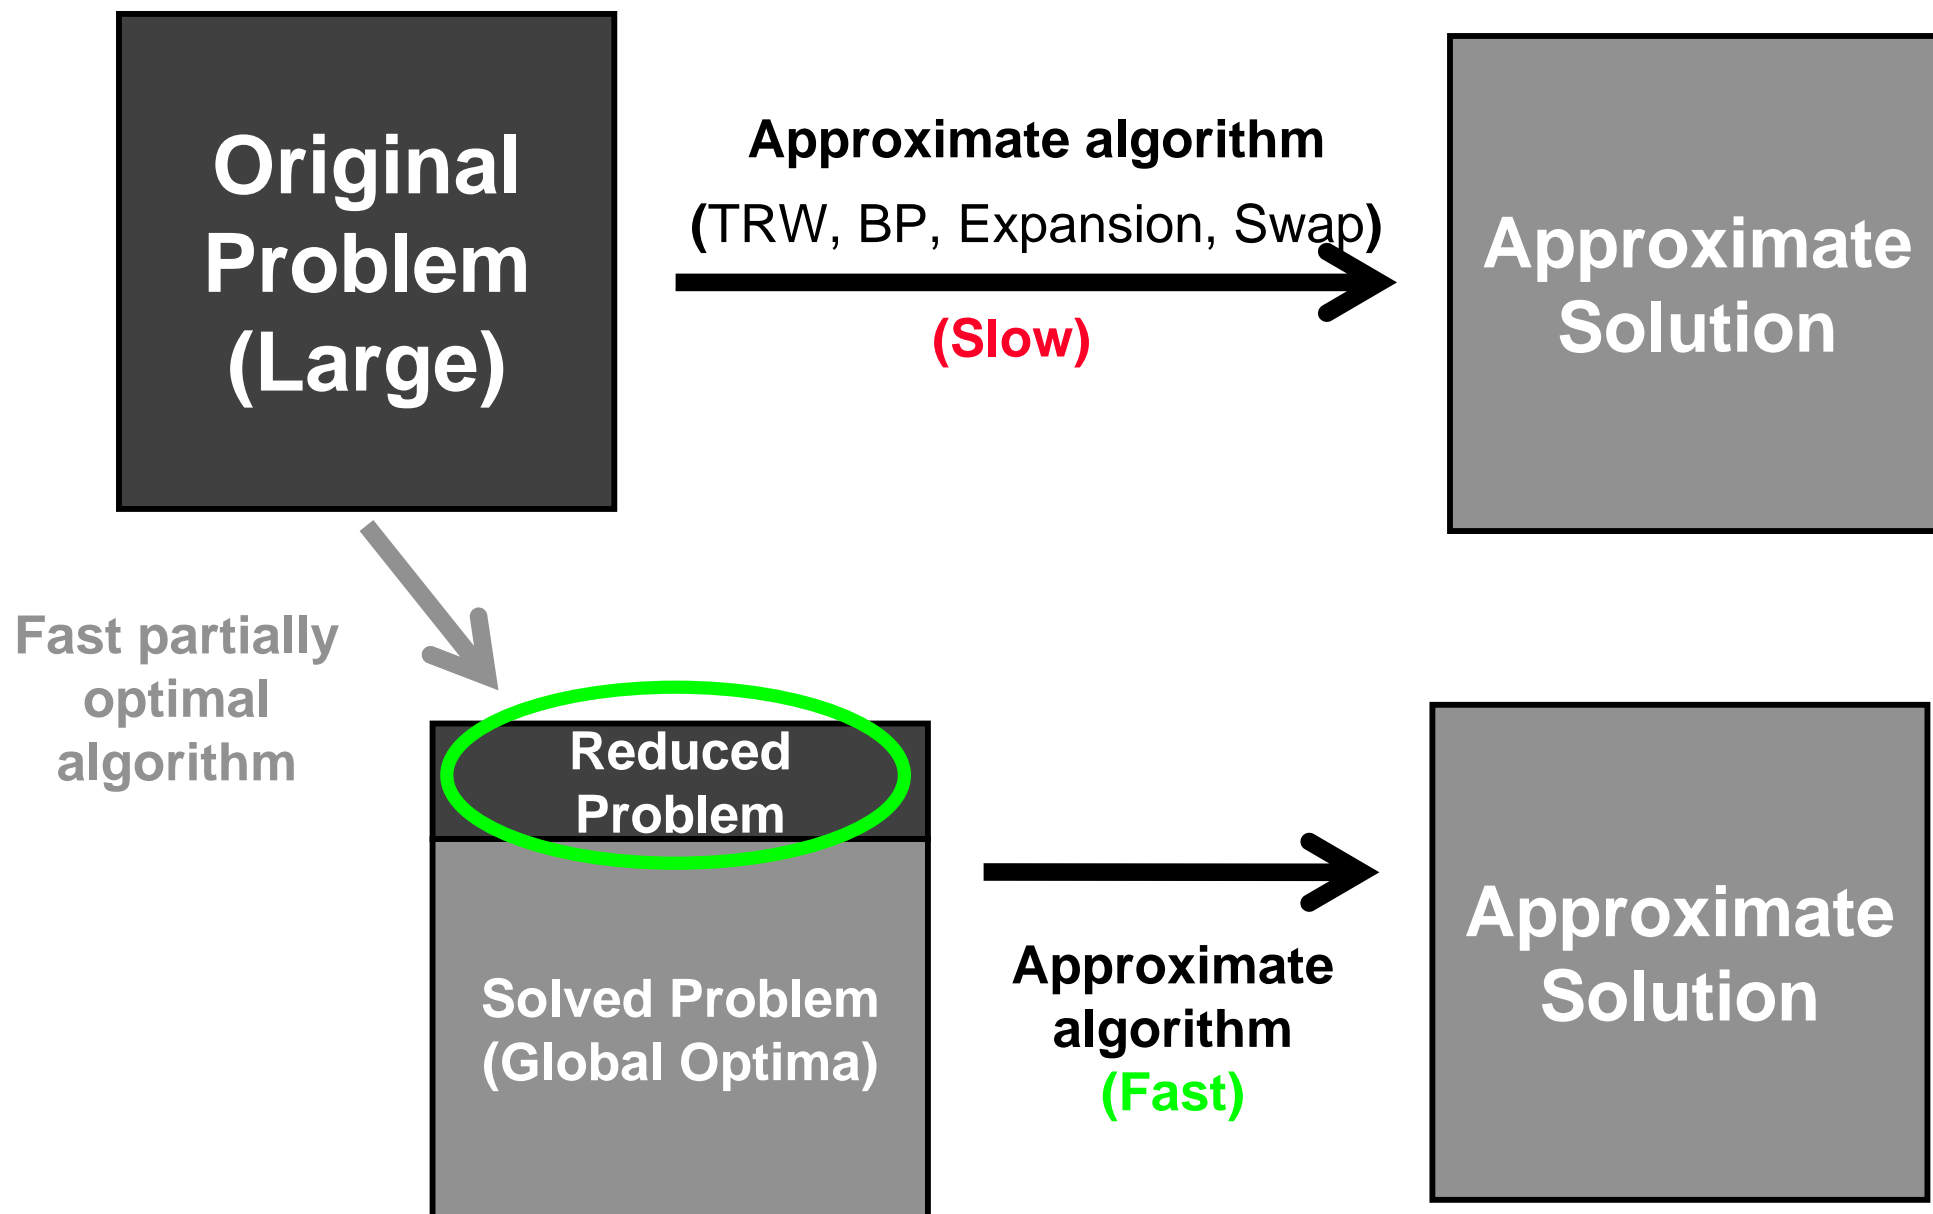 Original
Problem
(Large)
Approximate algorithm
(TRW, BP, Expansion, Swap)
(Slow)
Approximate
Solution
Fast partially
optimal
algorithm
Reduced
Problem
Solved Problem
(Global Optima)
Approximate
algorithm
(Fast)
Approximate
Solution